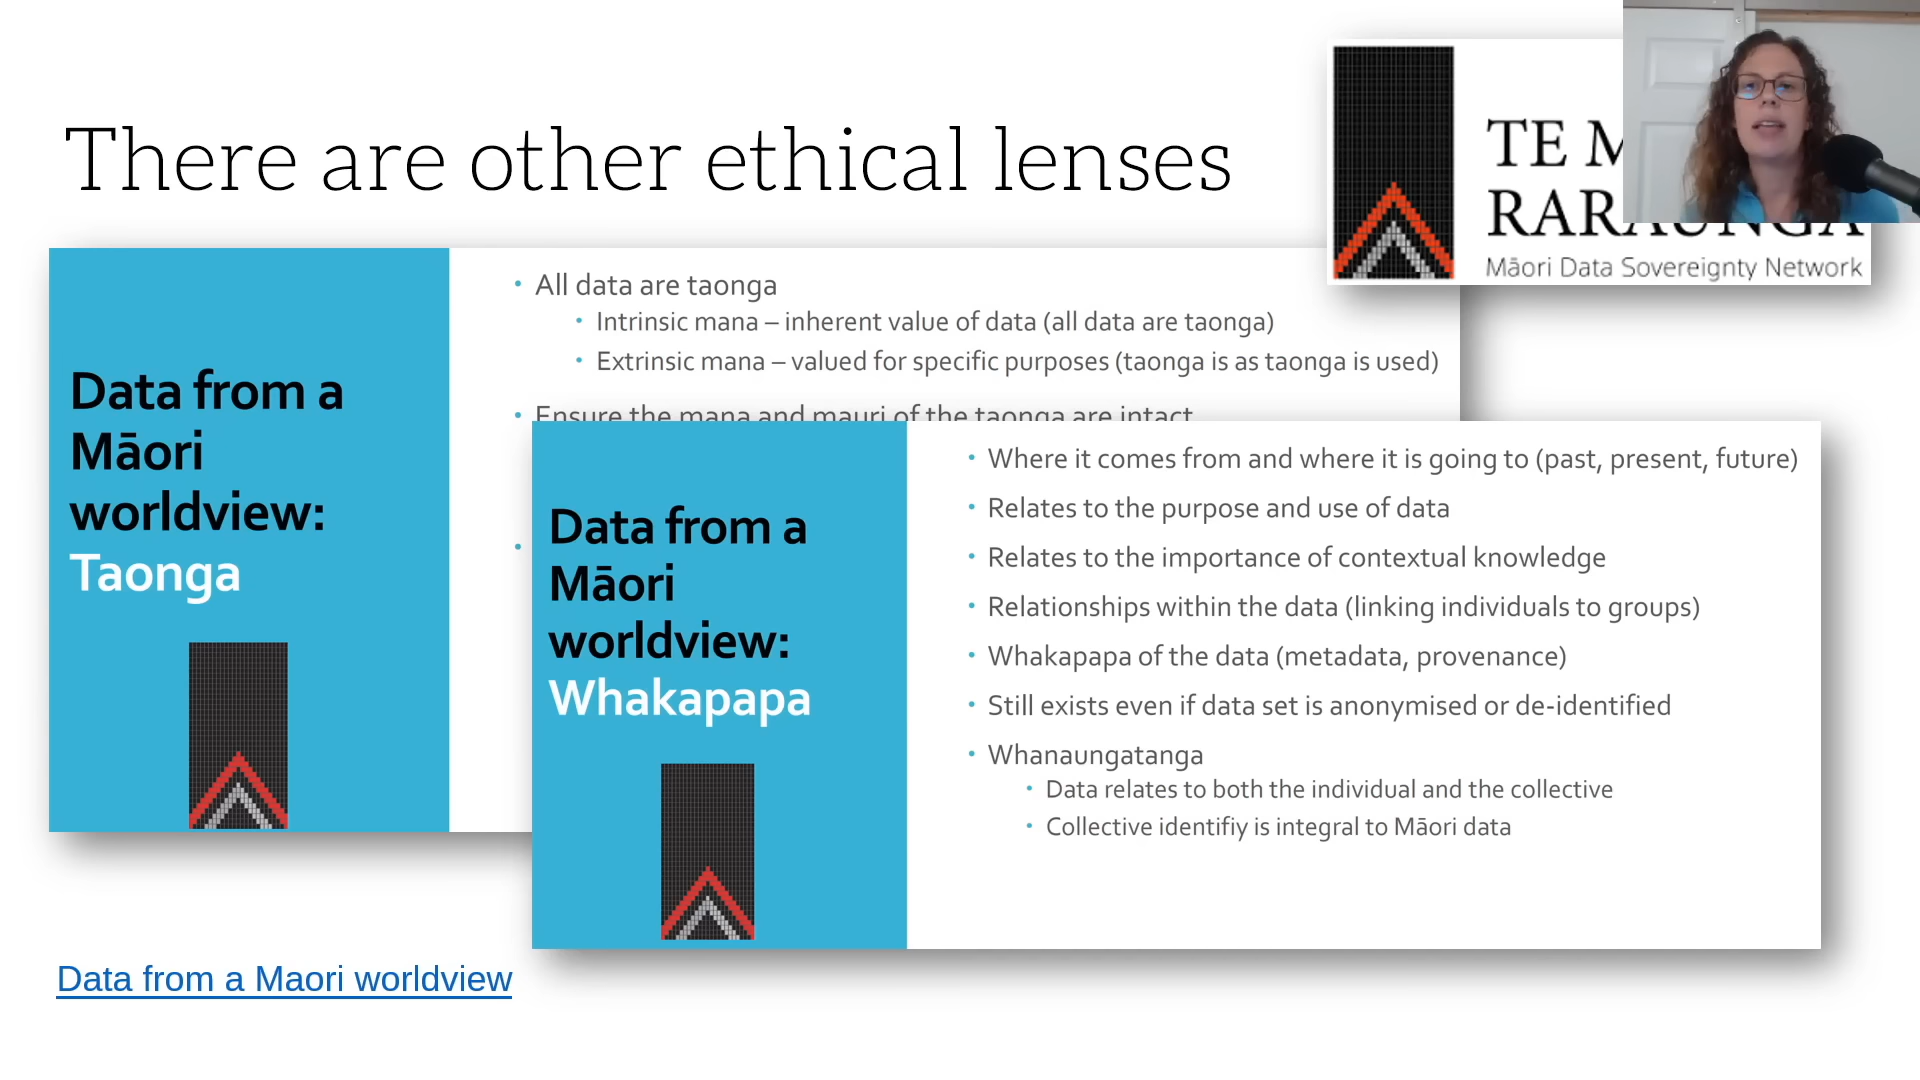 There are other ethical lenses
TE M
RARAUNGA
Māori Data Sovereignty Network
Data from a
Māori
worldview:
Taonga
• All data are taonga
• Intrinsic mana – inherent value of data (all data are taonga)
• Extrinsic mana – valued for specific purposes (taonga is as taonga is used)
• Ensure the mana and mauri of the taonga are intact
Data from a
Māori
worldview:
Whakapapa
• Where it comes from and where it is going to (past, present, future)
• Relates to the purpose and use of data
• Relates to the importance of contextual knowledge
• Relationships within the data (linking individuals to groups)
• Whakapapa of the data (metadata, provenance)
• Still exists even if data set is anonymised or de-identified
• Whanaungatanga
• Data relates to both the individual and the collective
• Collective identifiy is integral to Māori data
Data from a Maori worldview